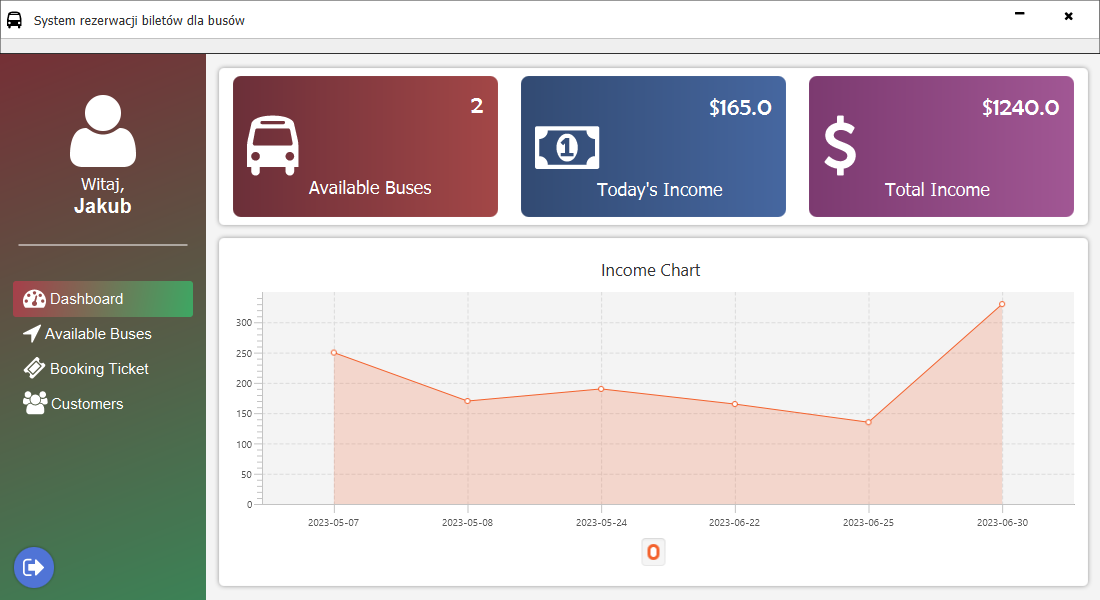 System rezerwacji biletów dla busów
Witaj,
Jakub
Dashboard
Available Buses
Booking Ticket
Customers
2
Available Buses
$165.0
1
Today's Income
$1240.0
$
Total Income
Income Chart
300
250
200
150
100
50
0
2023-05-07 2023-05-08 2023-05-24 2023-06-22 2023-06-25 2023-06-30